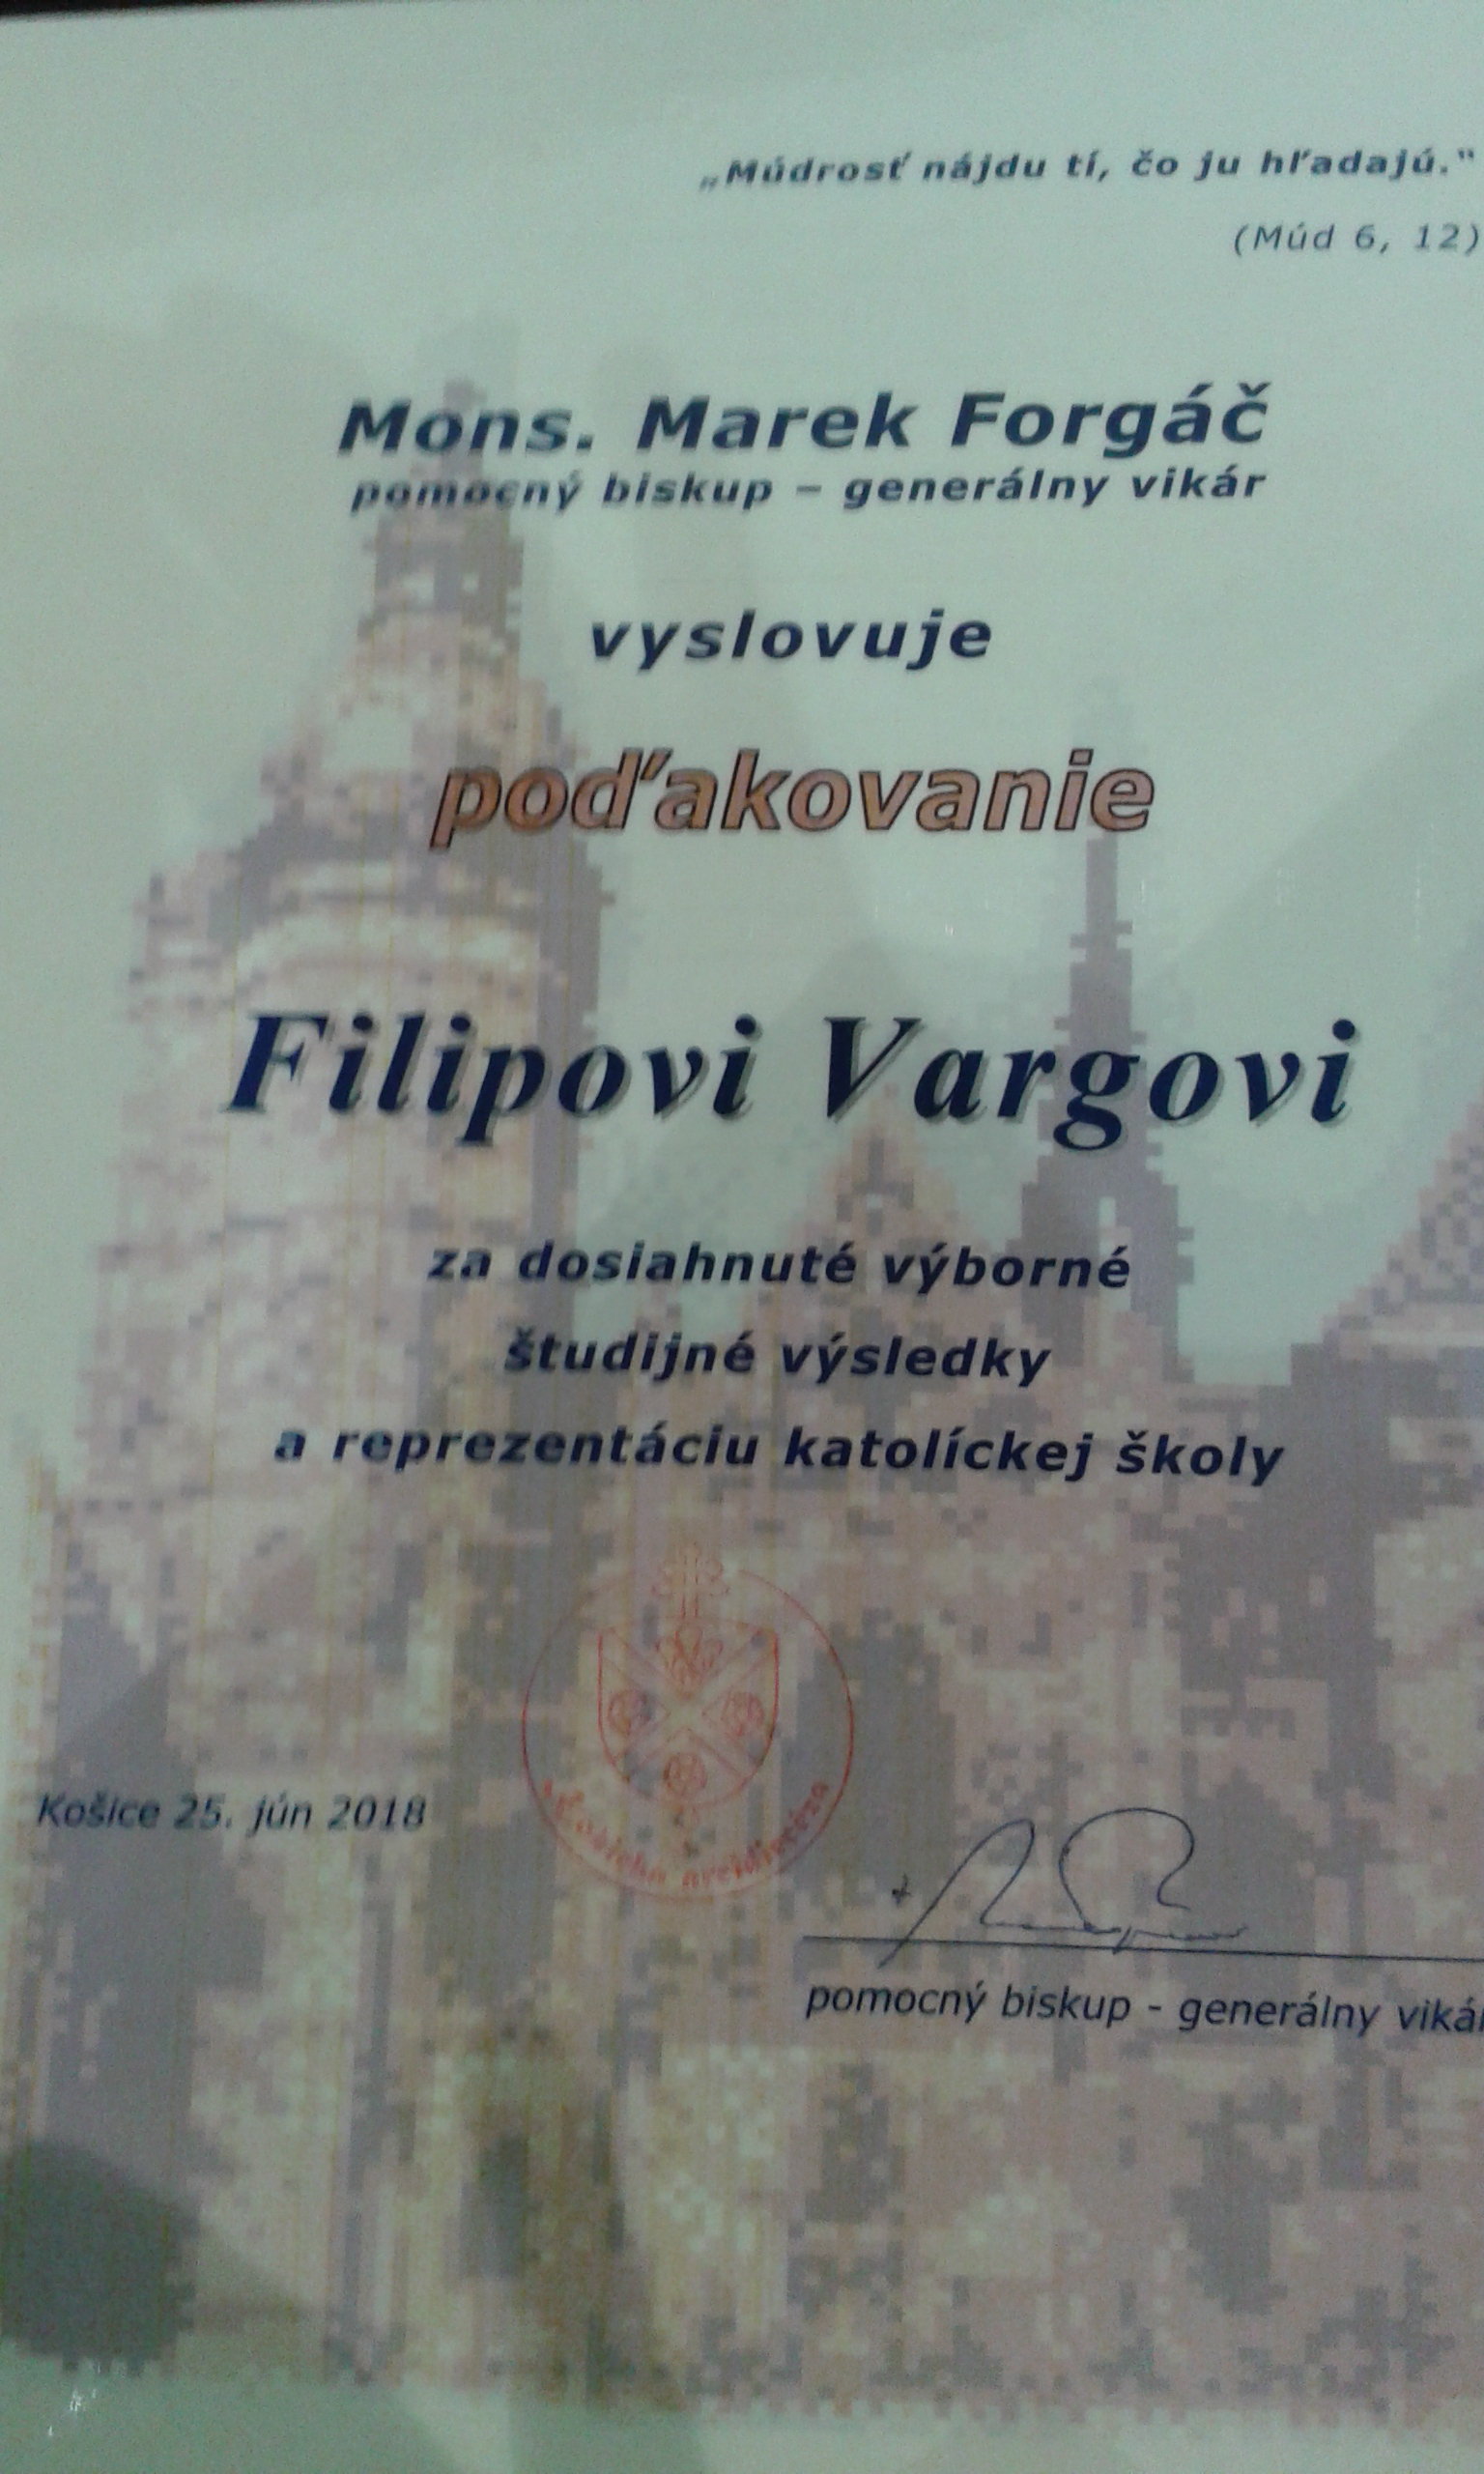 „Múdrosť nájdu tí, čo ju hľadajú."
(Múd 6, 12)
Mons. Marek Forgáč
pomocný biskup – generálny vikár
vyslovuje
poďakovanie
Filipovi Vargovi
za dosiahnuté výborné
študijné výsledky
a reprezentáciu katolíckej školy
Košice 25. jún 2018
pomocný biskup - generálny vikár